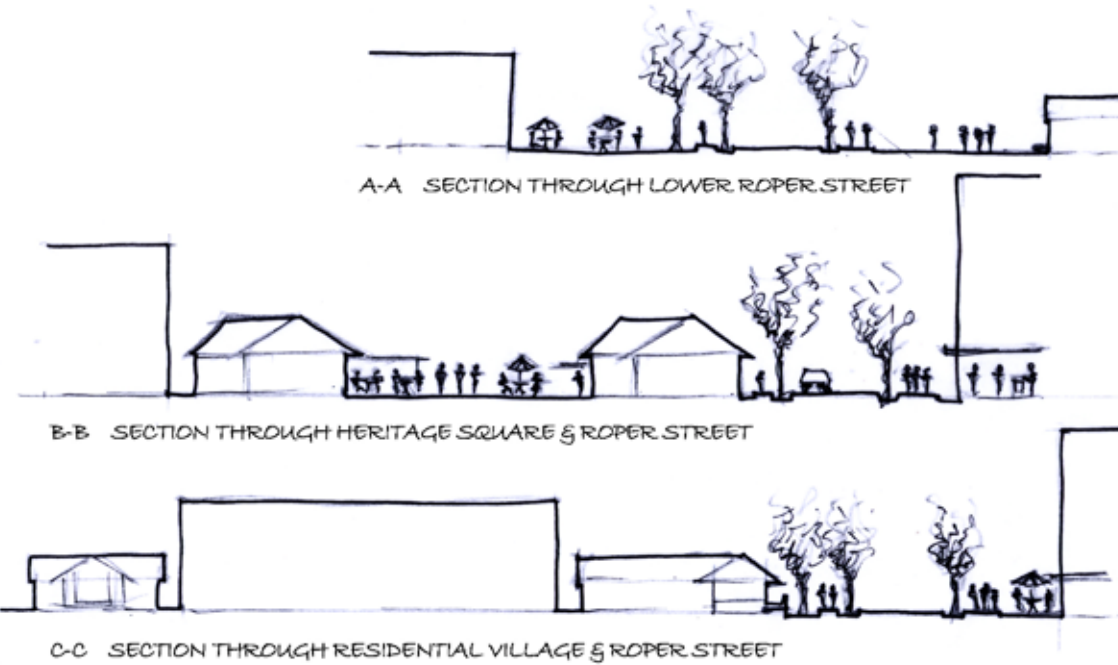 A-A SECTION THROUGH LOWER ROPER STREET
B-B SECTION THROUGH HERITAGE SQUARE & ROPER STREET
C-C SECTION THROUGH RESIDENTIAL VILLAGE & ROPER STREET